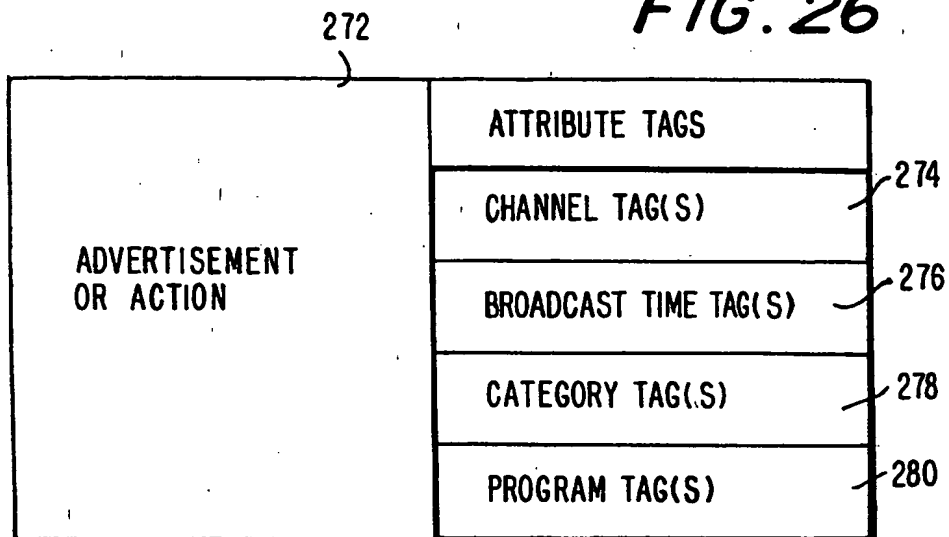 FIG. 26
272
ATTRIBUTE TAGS
274
CHANNEL TAG(S)
ADVERTISEMENT
OR ACTION
276
BROADCAST TIME TAG(S)
CATEGORY TAG(S)
278
PROGRAM TAG(S)
280